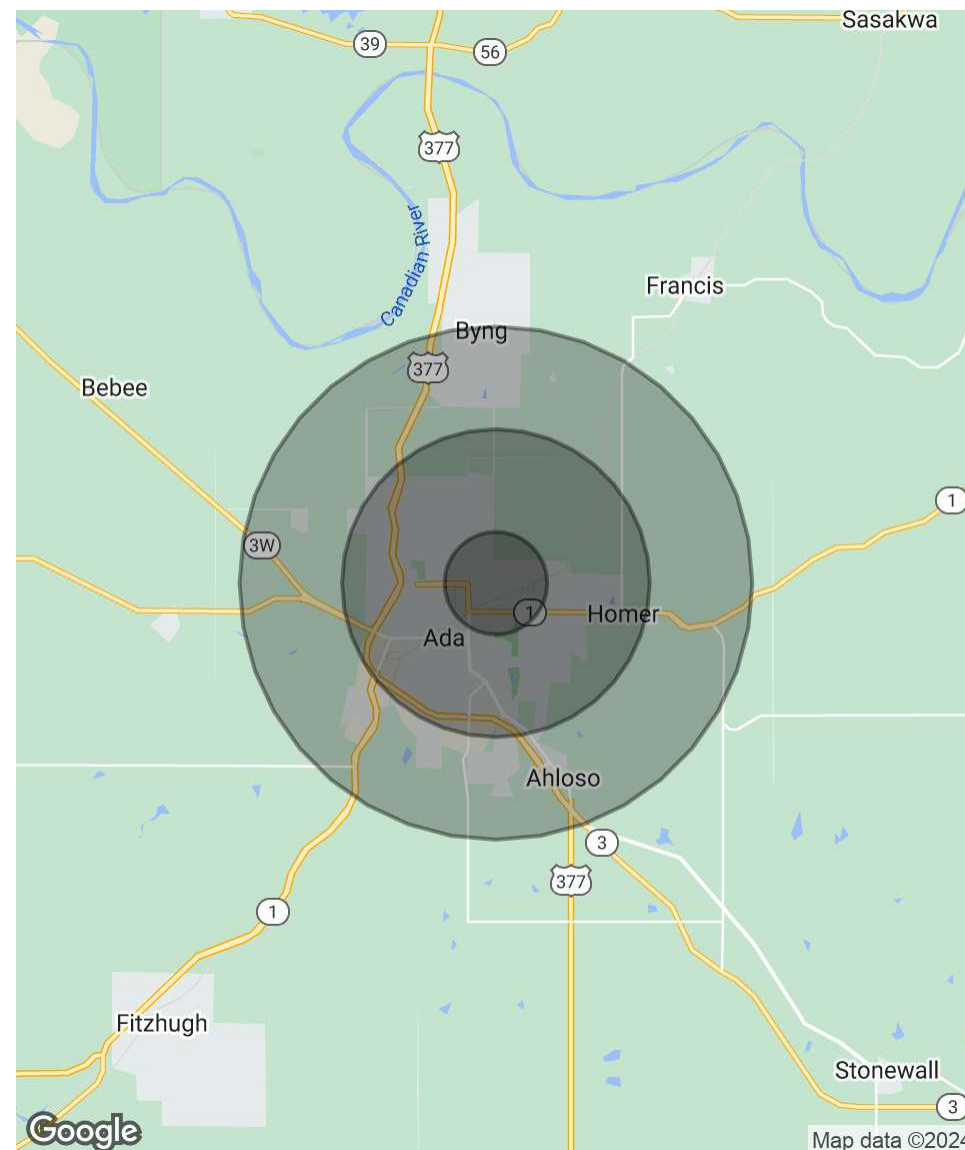 Sasakwa
39
56
377
Canadian River
Francis
Byng
377
Bebee
1
3W
1
Homer
Ada
Ahloso
3
377
1
Fitzhugh
Stonewall
3
Google
Map data ©2024